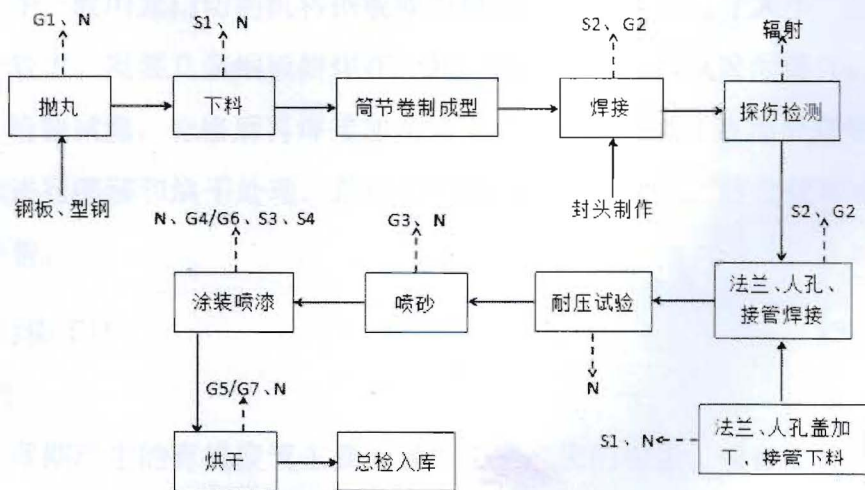 G1、N
S1、N
S2、G2
辐射
抛丸
下料
筒节卷制成型
焊接
探伤检测
钢板、型钢
封头制作
N、G4/G6、S3、S4
G3、N
S2、G2
涂装喷漆
喷砂
耐压试验
法兰、人孔、
接管焊接
N
G5/G7、N
烘干
总检入库
S1、N
法兰、人孔盖加
工、接管下料